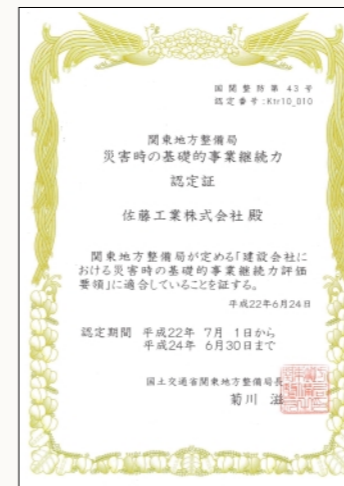 国関整防第 43 号
認定番号:Ktr10_010
関東地方整備局
災害時の基礎的事業継続力
認定証
佐藤工業株式会社 殿
関東地方整備局が定める「建設会社に
おける災害時の基礎的事業継続力評価
要領」に適合していることを証する。
平成22年6月24日
認定期間 平成22年 7月 1日から
平成24年 6月30日まで
国土交通省関東地方整備局長
菊川 滋